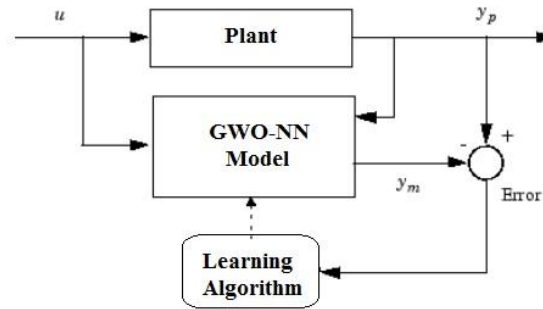 u
Plant
y_p
GWO-NN
Model
-
+
y_m
Error
Learning
Algorithm